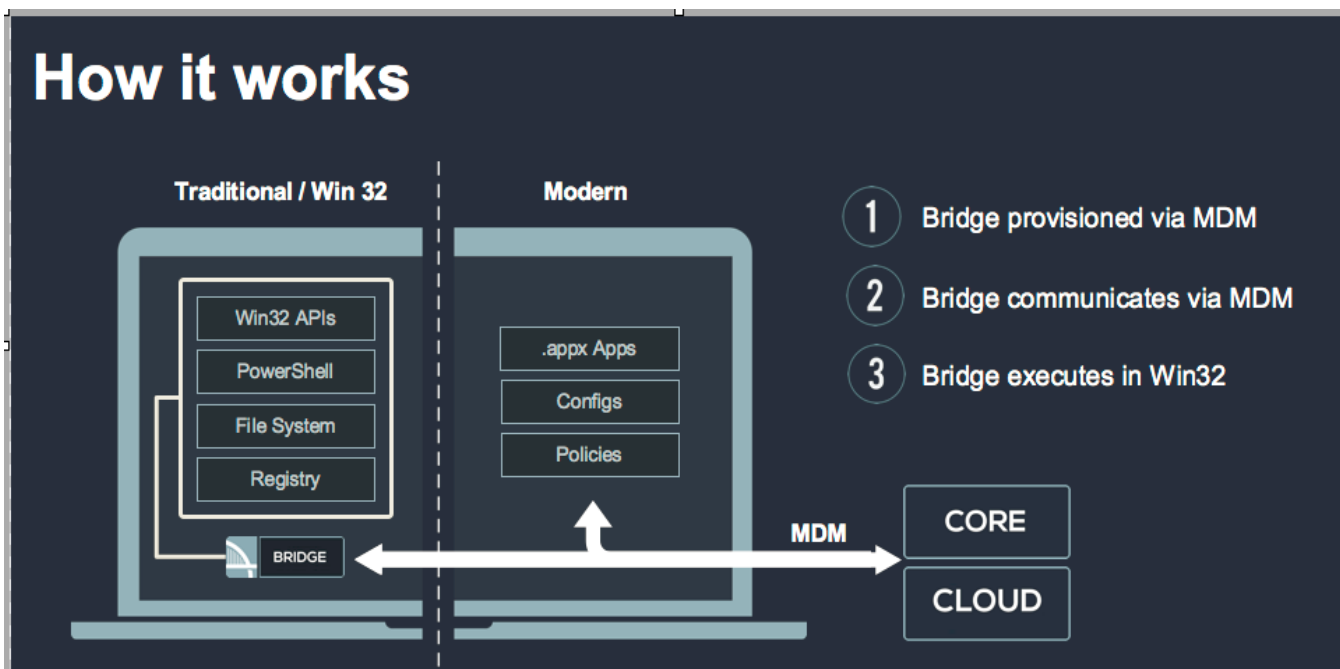 How it works
Traditional / Win 32
Modern
Win32 APIs
PowerShell
File System
Registry
BRIDGE
.appx Apps
Configs
Policies
MDM
CORE
CLOUD
1 Bridge provisioned via MDM
2 Bridge communicates via MDM
3 Bridge executes in Win32